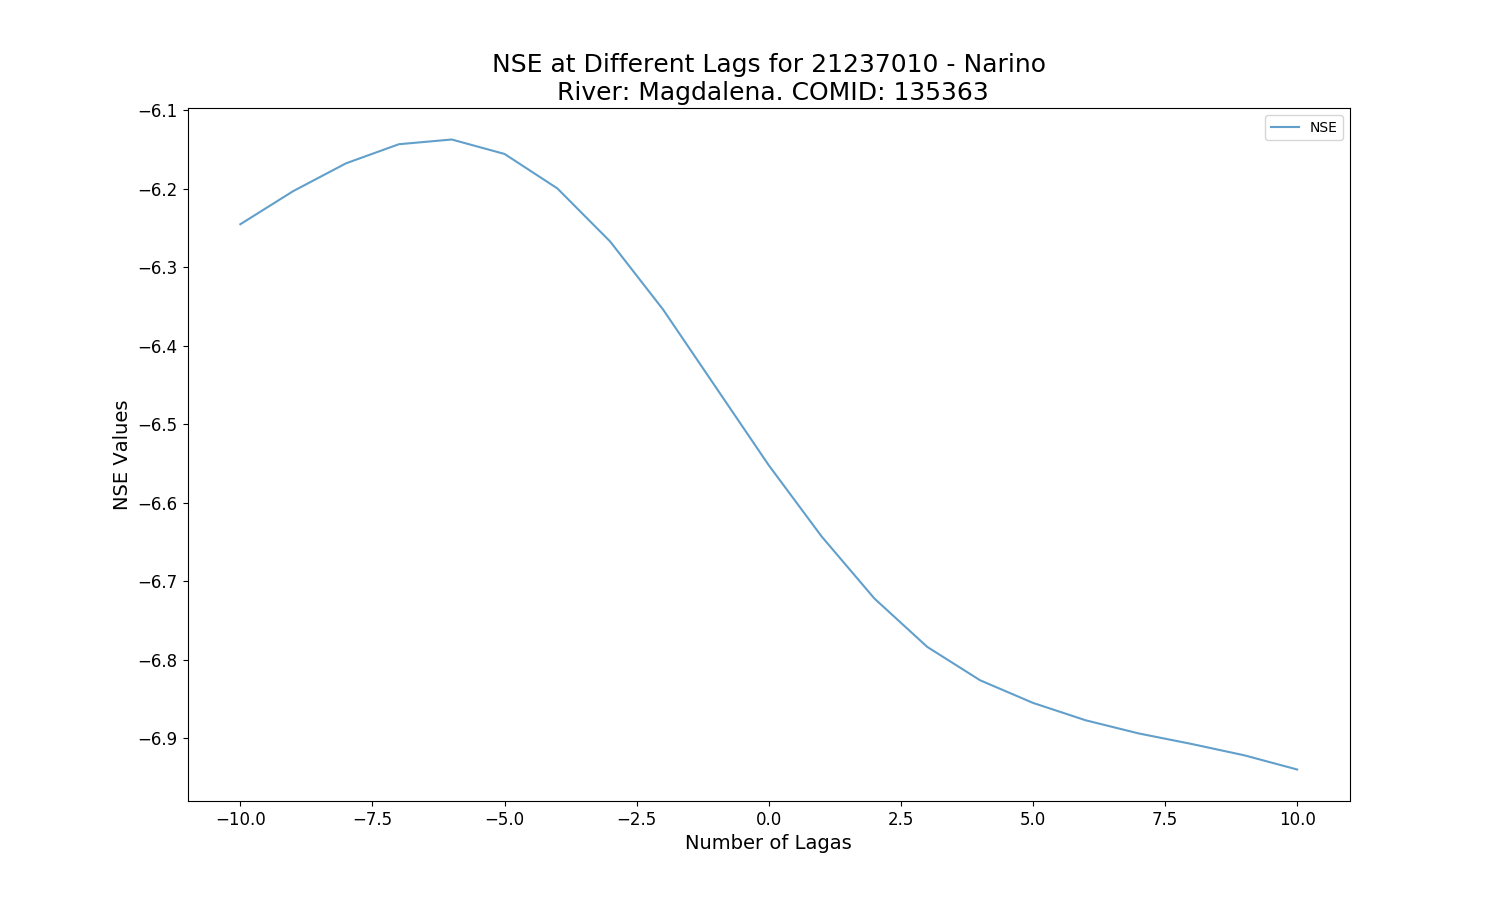 NSE at Different Lags for 21237010 - Narino
River: Magdalena. COMID: 135363
NSE
−6.1
−6.2
−6.3
−6.4
−6.5
−6.6
−6.7
−6.8
−6.9
NSE Values
−10.0 −7.5 −5.0 −2.5 0.0 2.5 5.0 7.5 10.0
Number of Lagas